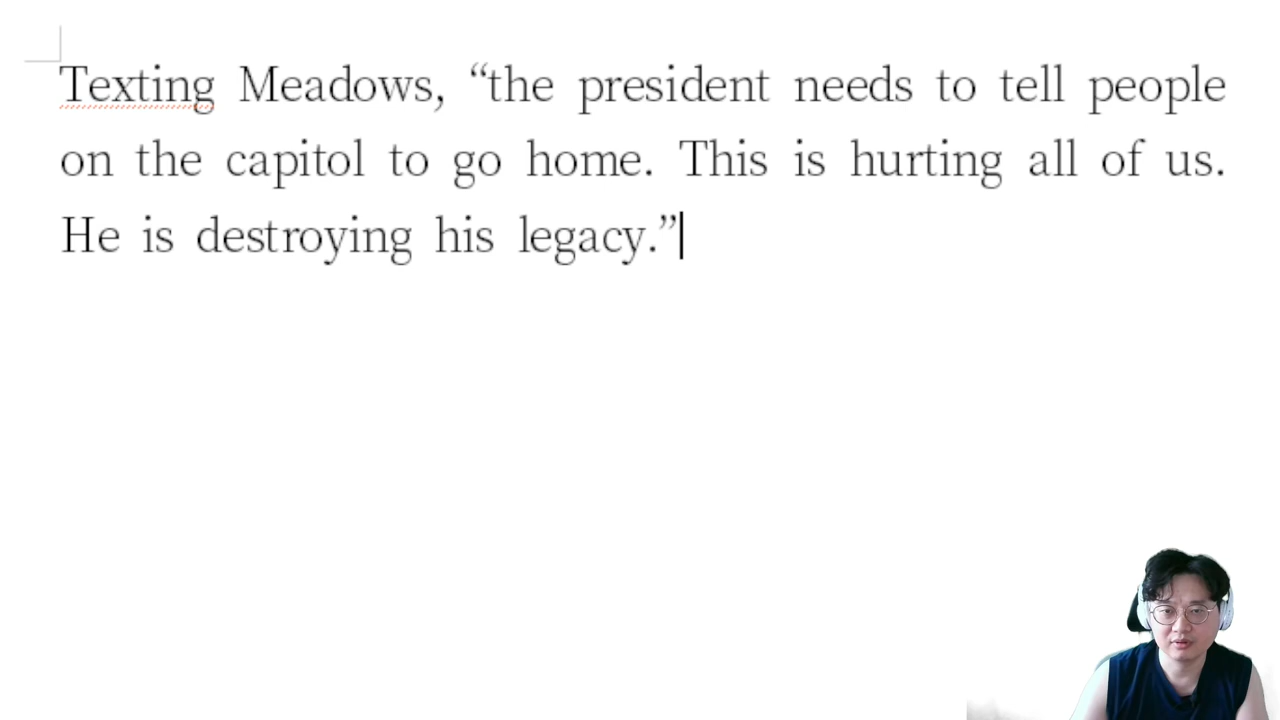 Texting Meadows, “the president needs to tell people
on the capitol to go home. This is hurting all of us.
He is destroying his legacy.”